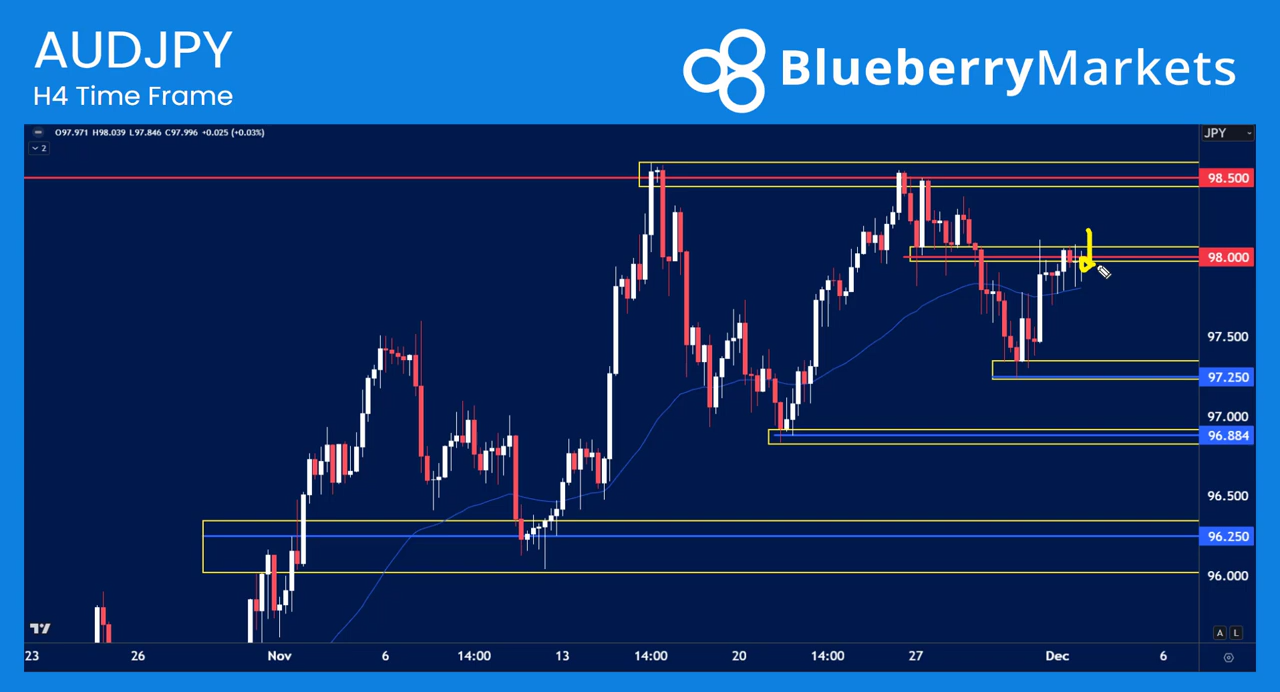 AUDJPY
H4 Time Frame
BlueberryMarkets
O97.971 H98.039 L97.846 C97.996 +0.025 (+0.03%)
2
JPY
98.500
98.000
97.500
97.250
97.000
96.884
96.500
96.250
96.000
A L
23 26 Nov 6 14:00 13 14:00 20 14:00 27 Dec 6